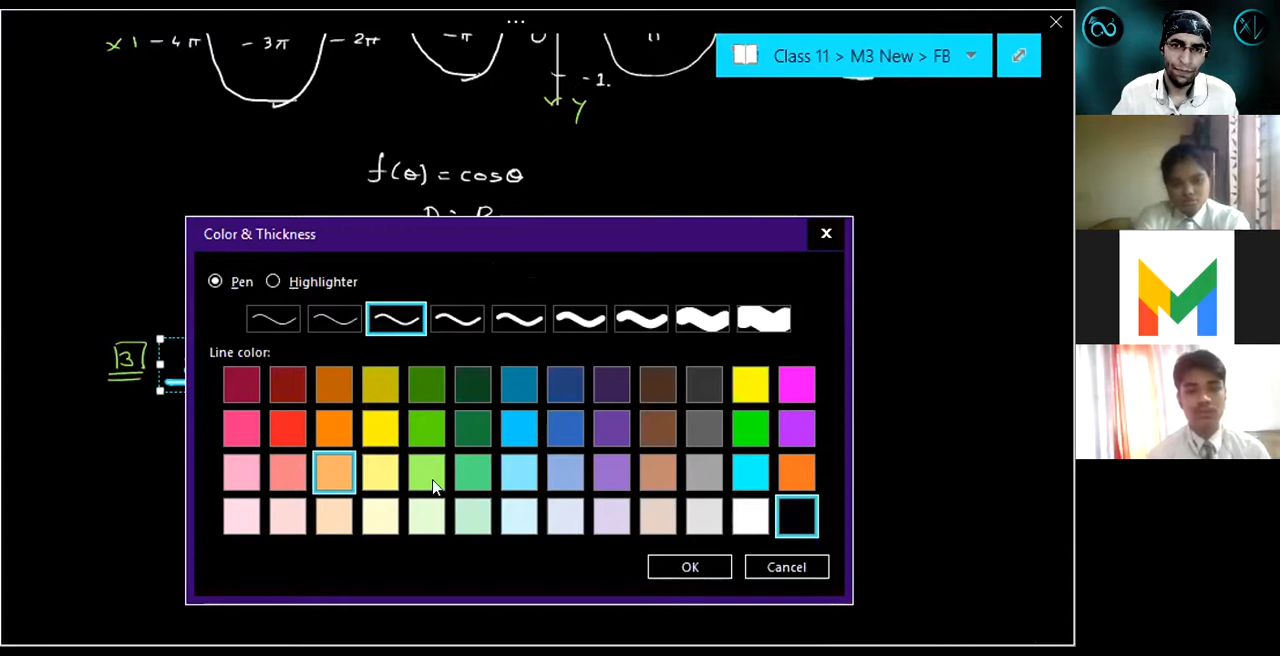 x1 -4π -3π -2π -π 0 π
Class 11 > M3 New > FB
-1.
y
f(θ) = cosθ
D : R
Color & Thickness
Pen Highlighter
Line color:
3
OK Cancel
M